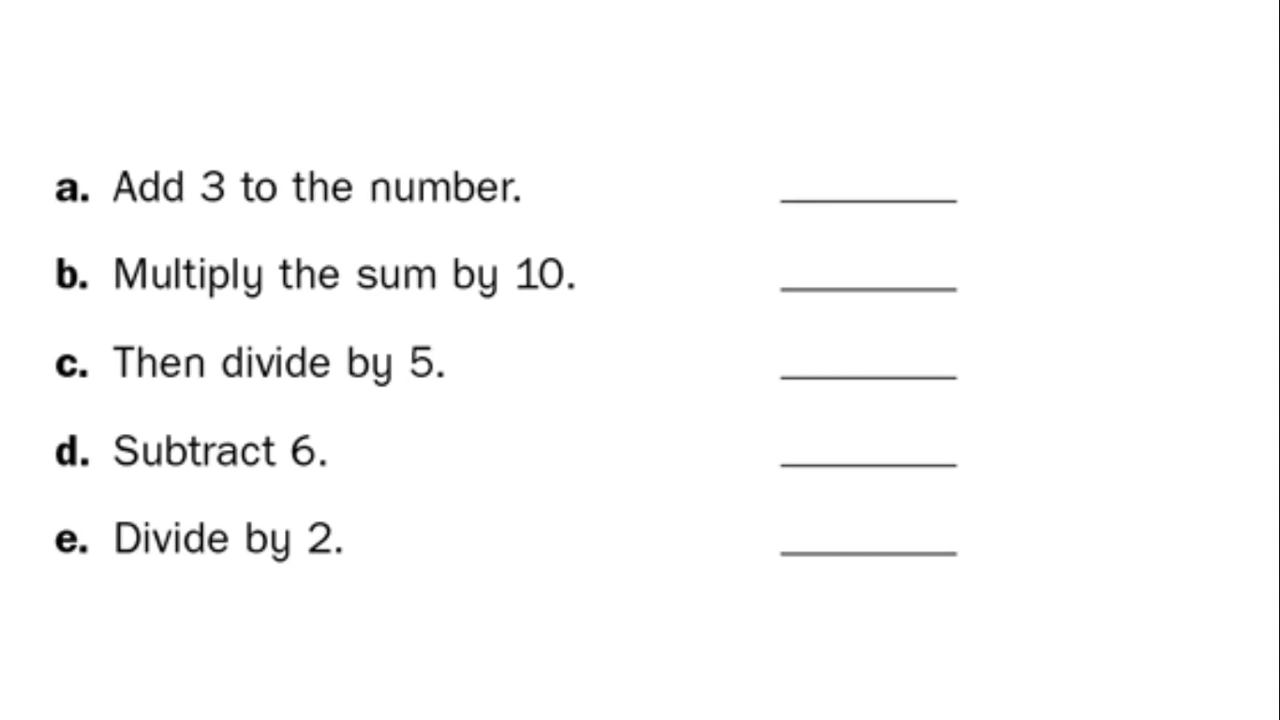 a. Add 3 to the number.
b. Multiply the sum by 10.
c. Then divide by 5.
d. Subtract 6.
e. Divide by 2.